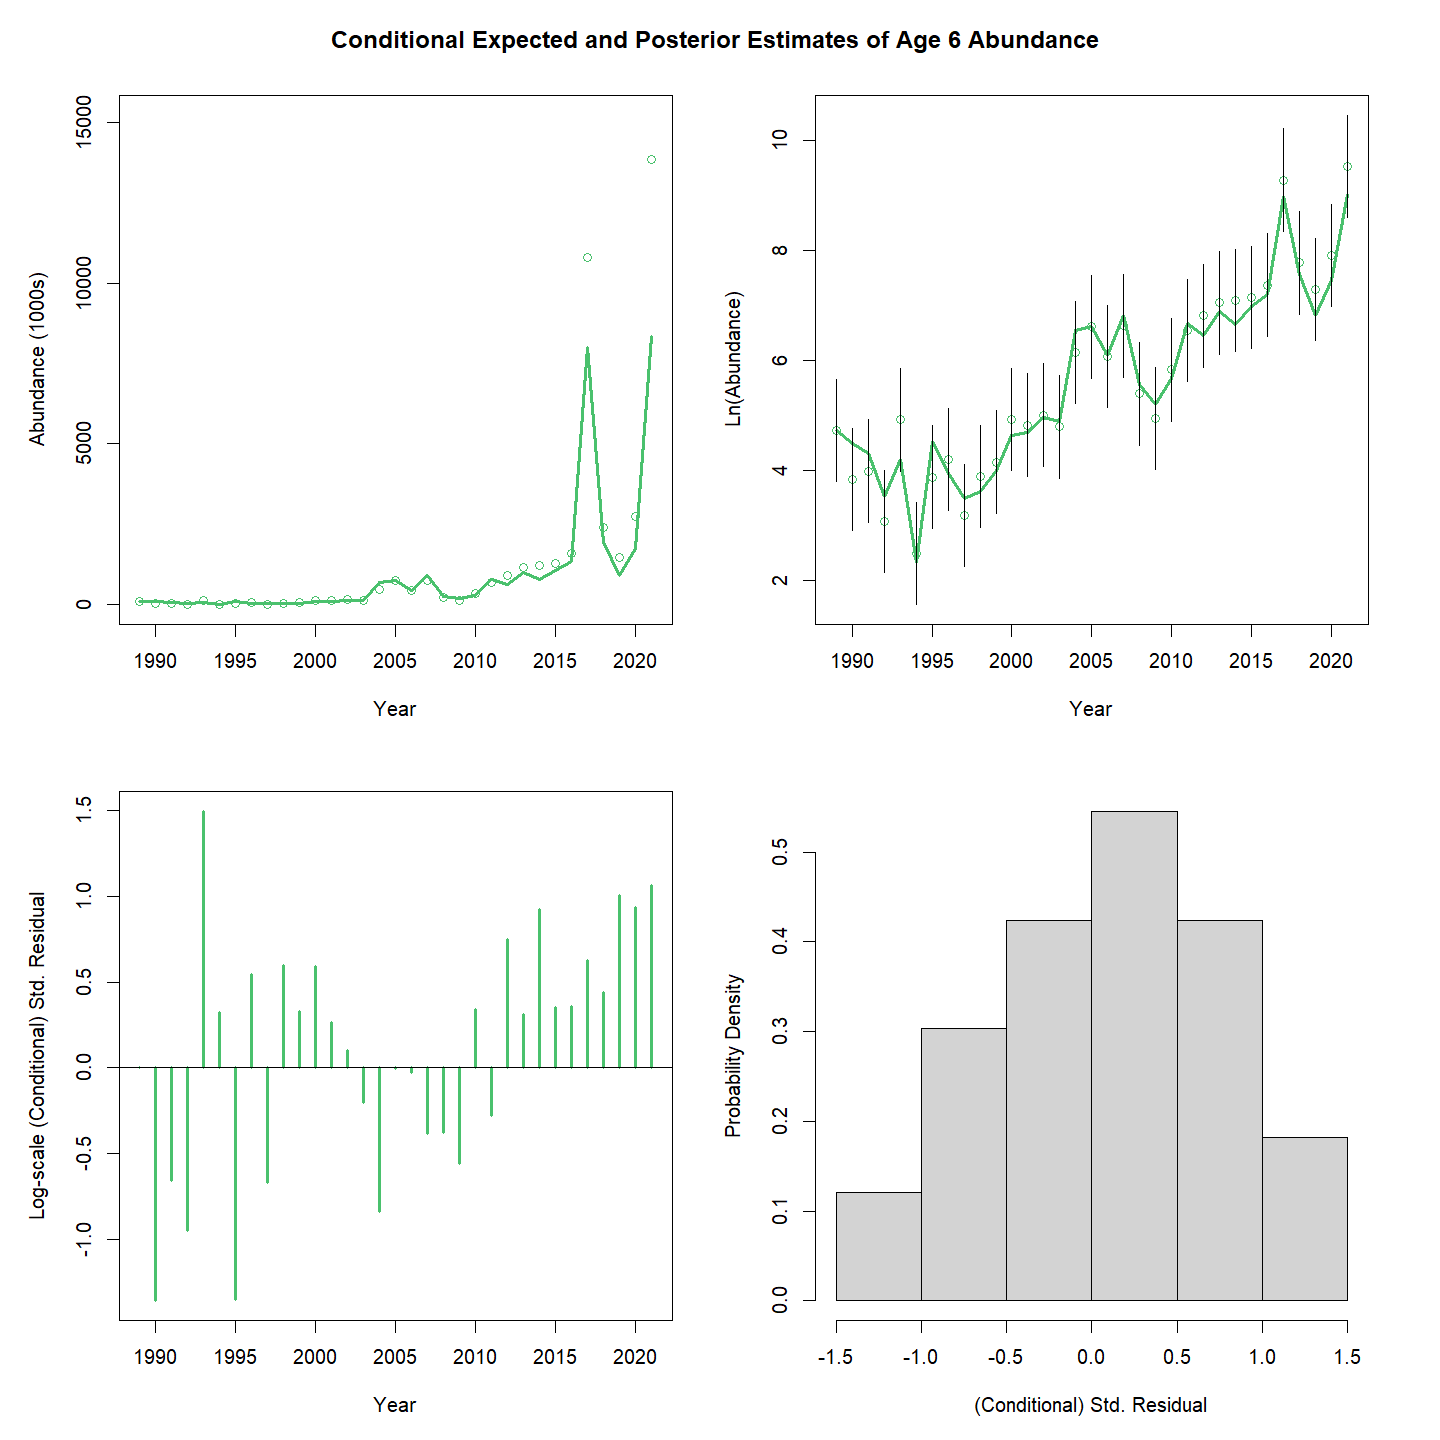 Conditional Expected and Posterior Estimates of Age 6 Abundance
Abundance (1000s)
15000
10000
5000
0
1990 1995 2000 2005 2010 2015 2020
Year
Ln(Abundance)
10
8
6
4
2
1990 1995 2000 2005 2010 2015 2020
Year
Log-scale (Conditional) Std. Residual
1.5
1.0
0.5
0.0
-0.5
-1.0
1990 1995 2000 2005 2010 2015 2020
Year
Probability Density
0.5
0.4
0.3
0.2
0.1
0.0
-1.5 -1.0 -0.5 0.0 0.5 1.0 1.5
(Conditional) Std. Residual